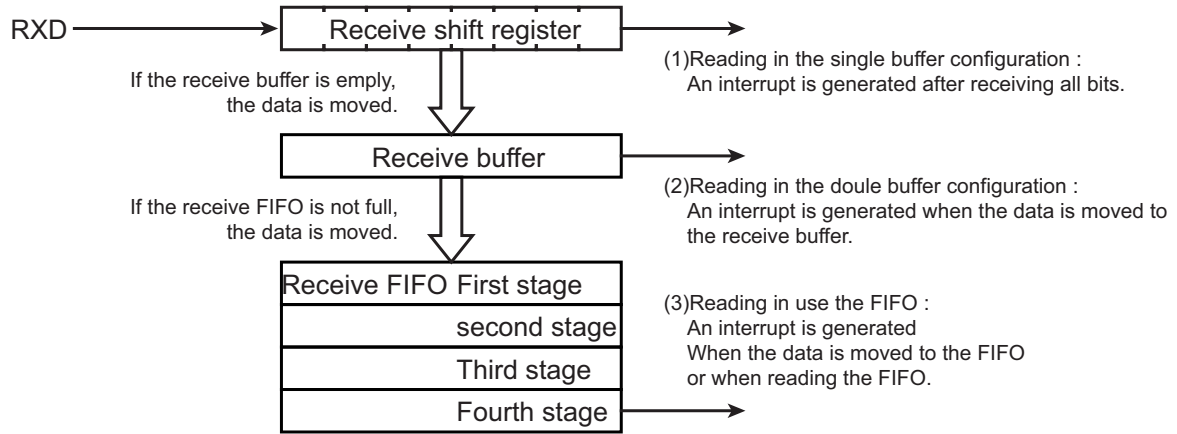 RXD
Receive shift register
(1)Reading in the single buffer configuration :
An interrupt is generated after receiving all bits.
If the receive buffer is emply,
the data is moved.
Receive buffer
(2)Reading in the doule buffer configuration :
An interrupt is generated when the data is moved to
the receive buffer.
If the receive FIFO is not full,
the data is moved.
Receive FIFO First stage
second stage
Third stage
Fourth stage
(3)Reading in use the FIFO :
An interrupt is generated
When the data is moved to the FIFO
or when reading the FIFO.